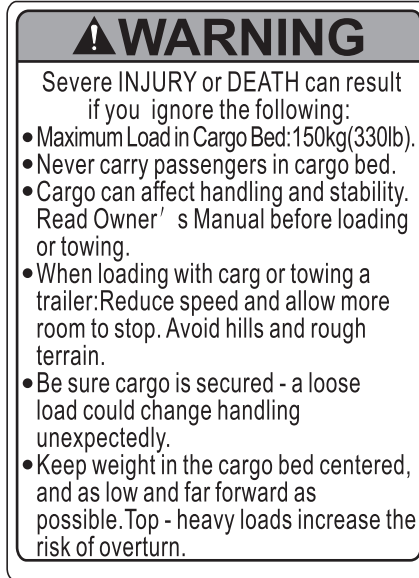 WARNING
Severe INJURY or DEATH can result
if you ignore the following:
•Maximum Load in Cargo Bed:150kg(330lb).
•Never carry passengers in cargo bed.
•Cargo can affect handling and stability.
Read Owner's Manual before loading
or towing.
•When loading with carg or towing a
trailer:Reduce speed and allow more
room to stop. Avoid hills and rough
terrain.
•Be sure cargo is secured - a loose
load could change handling
unexpectedly.
•Keep weight in the cargo bed centered,
and as low and far forward as
possible.Top - heavy loads increase the
risk of overturn.